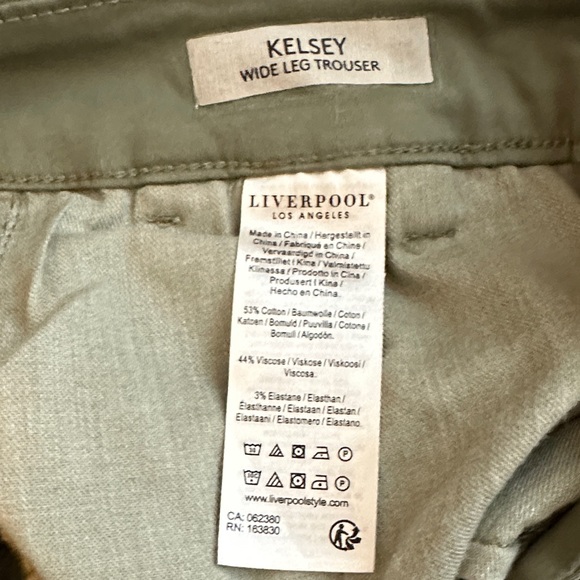 KELSEY
WIDE LEG TROUSER
LIVERPOOL®
LOS ANGELES
Made in China / Hergestellt in
China / Fabriqué en Chine /
Vervaardigd in China /
Fremstillet I Kina / Valmistettu
Kiinassa / Prodotto in Cina /
Produsert I Kina /
Hecho en China.
53% Cotton / Baumwolle / Coton /
Katoen / Bomuld / Puuvilla / Cotone /
Bomull / Algodón.
44% Viscose / Viskose / Viskoosi /
Viscosa.
3% Elastane / Elasthan /
Élasthanne / Elastaan / Elastan /
Elastaani / Elastomero / Elastano.
30 P
P
www.liverpoolstyle.com
CA: 062380
RN: 163830